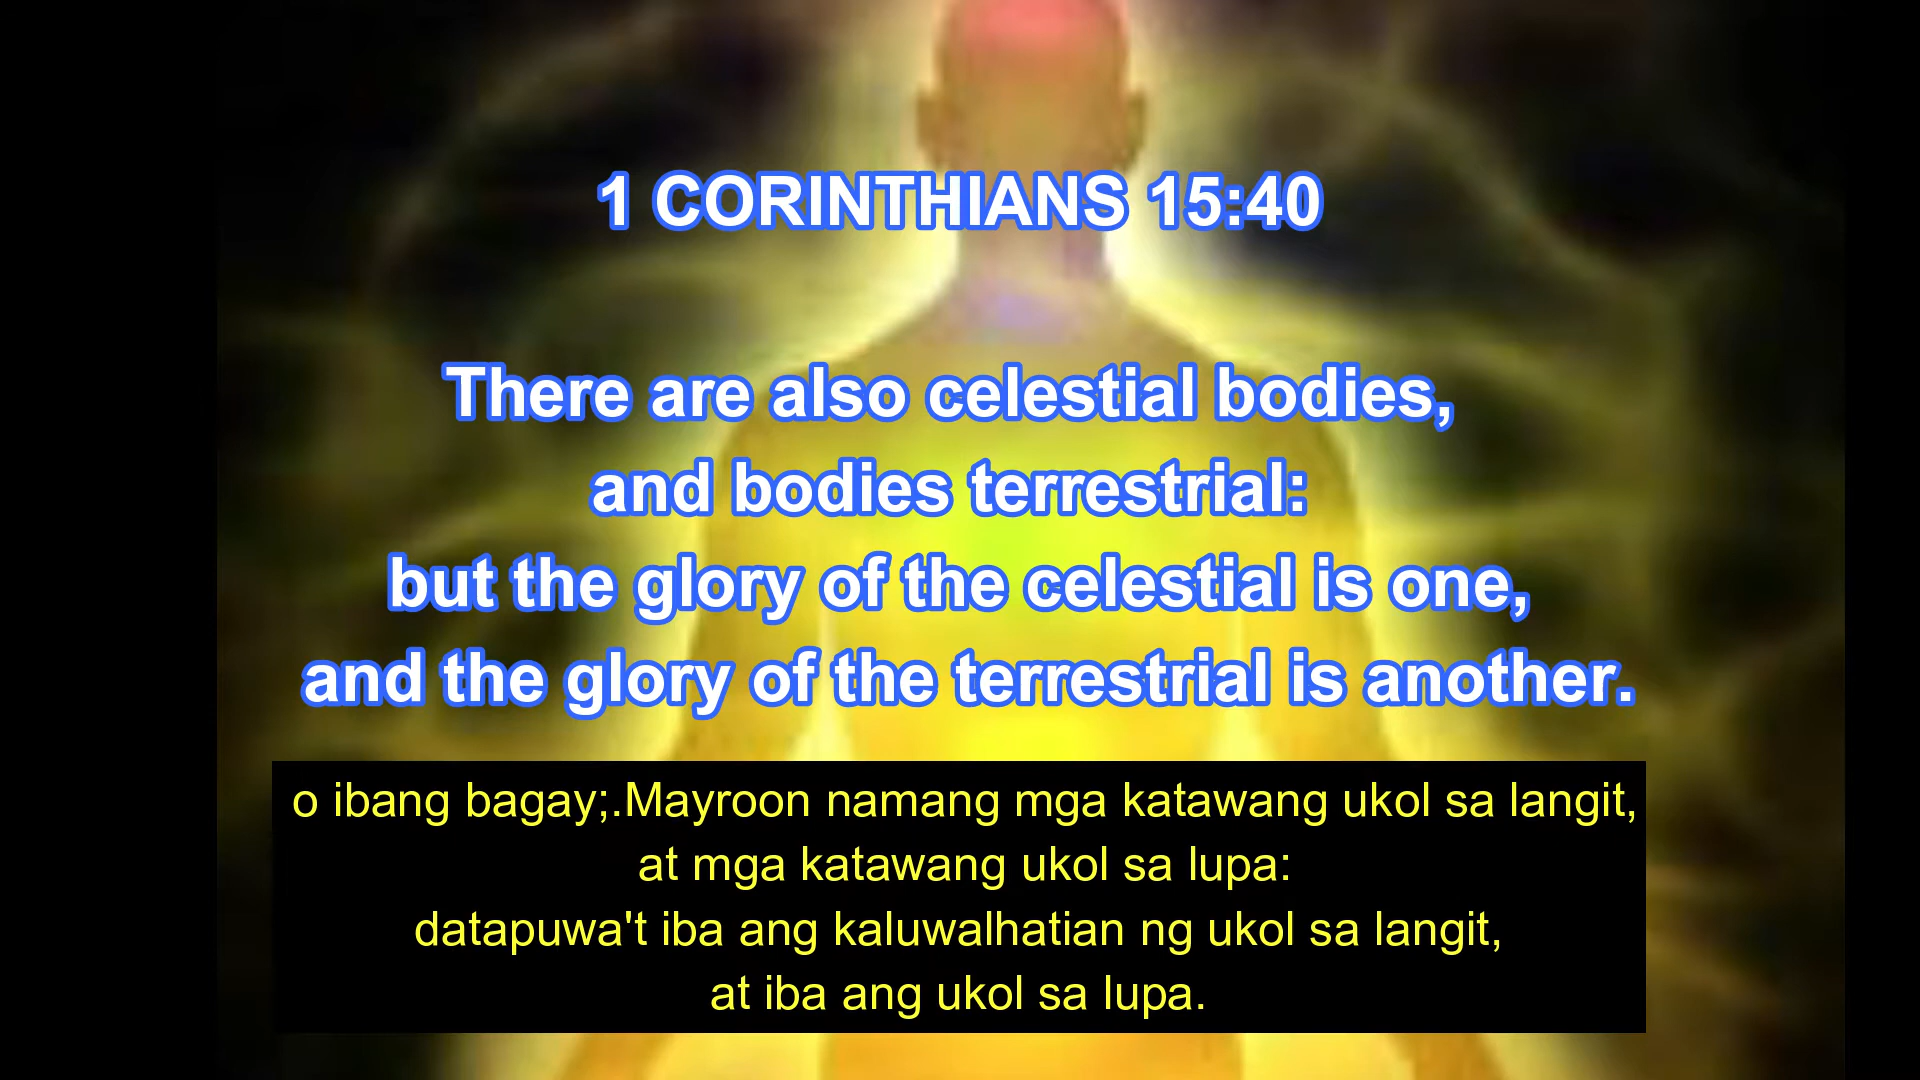 1 CORINTHIANS 15:40
There are also celestial bodies,
and bodies terrestrial:
but the glory of the celestial is one,
and the glory of the terrestrial is another.
o ibang bagay;.Mayroon namang mga katawang ukol sa langit,
at mga katawang ukol sa lupa:
datapuwa't iba ang kaluwalhatian ng ukol sa langit,
at iba ang ukol sa lupa.